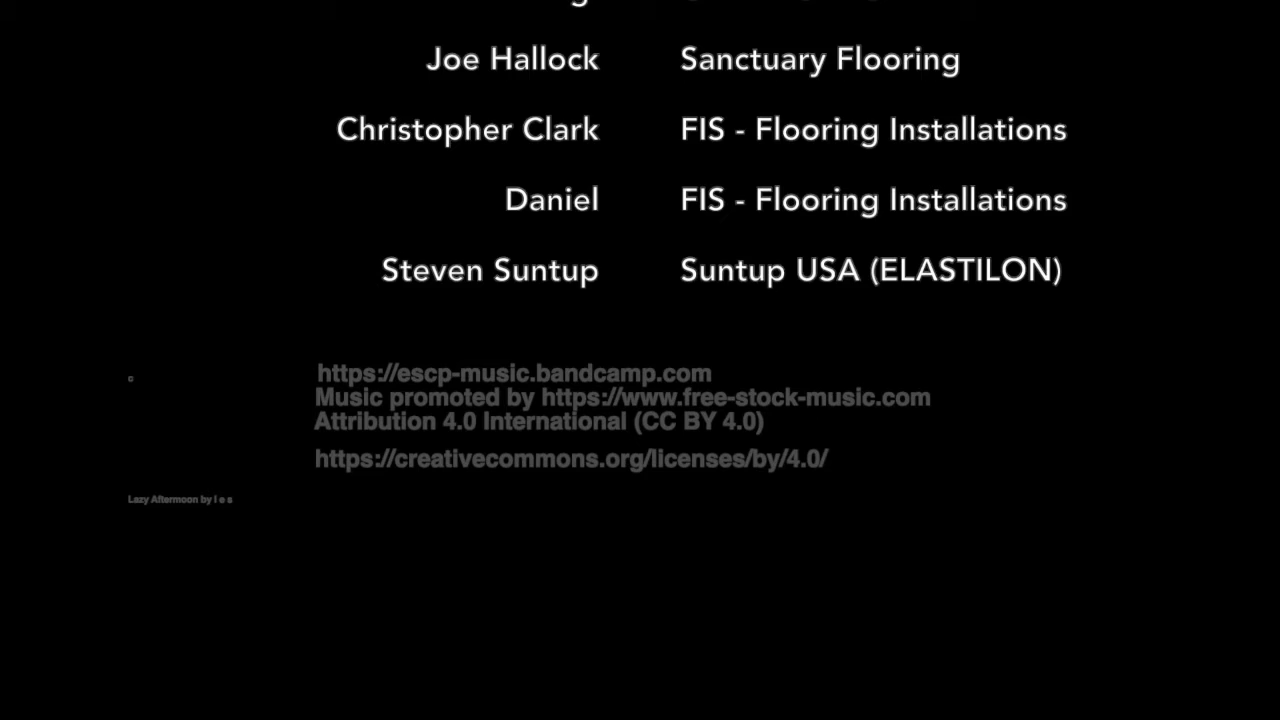 Joe Hallock Sanctuary Flooring
Christopher Clark FIS - Flooring Installations
Daniel FIS - Flooring Installations
Steven Suntup Suntup USA (ELASTILON)
c https://escp-music.bandcamp.com
Music promoted by https://www.free-stock-music.com
Attribution 4.0 International (CC BY 4.0)
https://creativecommons.org/licenses/by/4.0/
Lazy Aftermoon by